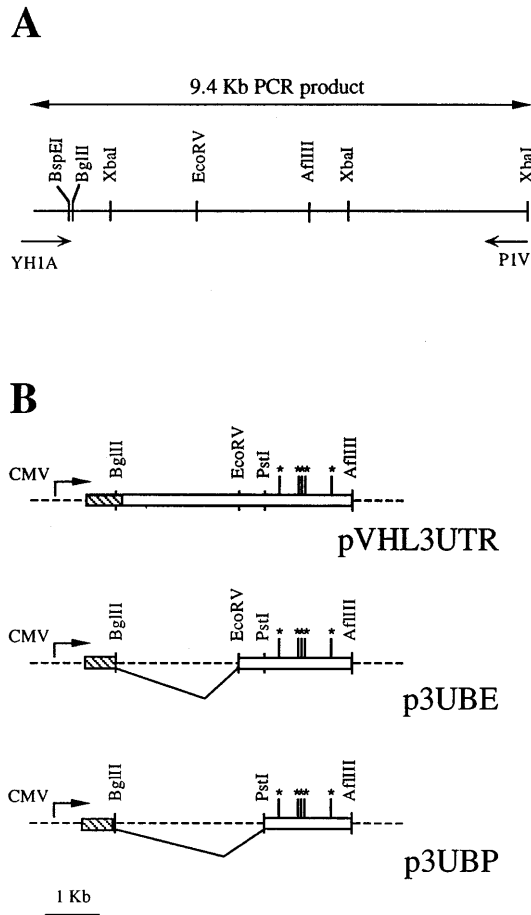 A
9.4 Kb PCR product
BspEI BglII XbaI EcoRV AflIII XbaI XbaI
YH1A P1V
B
CMV BglII EcoRV PstI * *** * AflIII
pVHL3UTR
CMV BglII EcoRV PstI * *** * AflIII
p3UBE
CMV BglII PstI * *** * AflIII
p3UBP
1 Kb